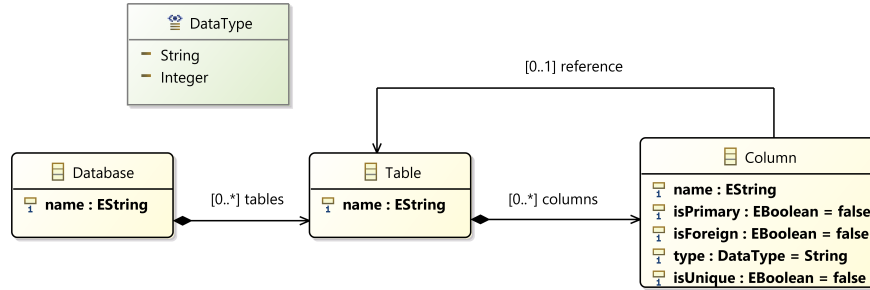 DataType
String
Integer
[0..1] reference
Database
name : EString
[0..*] tables
Table
name : EString
[0..*] columns
Column
name : EString
isPrimary : EBoolean = false
isForeign : EBoolean = false
type : DataType = String
isUnique : EBoolean = false